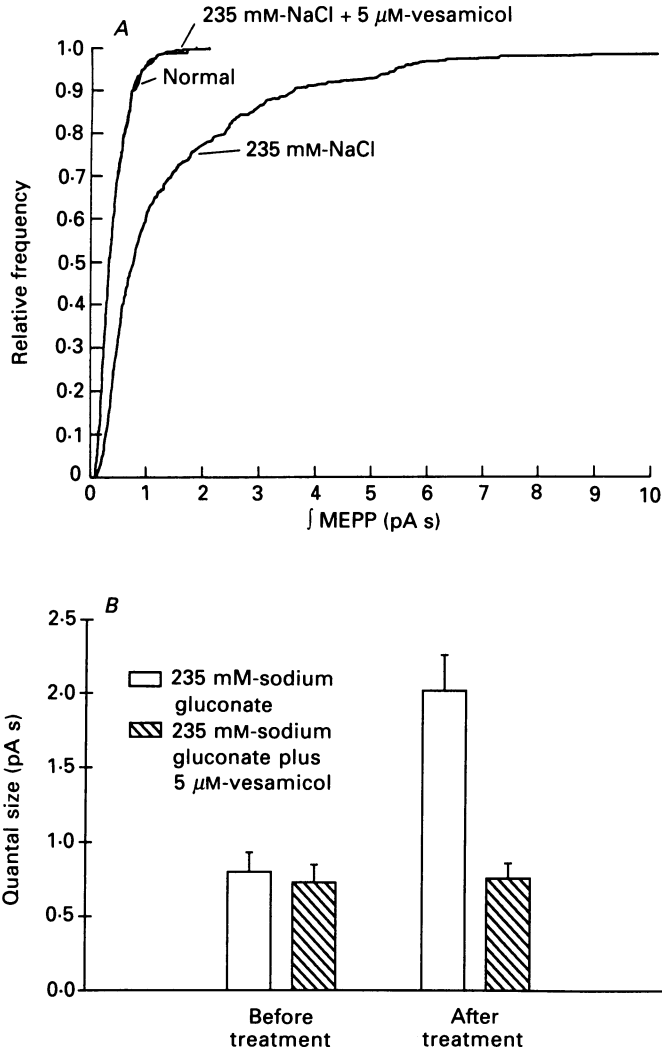 A
235 mM-NaCl + 5 μM-vesamicol
Normal
235 mM-NaCl
Relative frequency
1·0
0·9
0·8
0·7
0·6
0·5
0·4
0·3
0·2
0·1
0
0 1 2 3 4 5 6 7 8 9 10
∫ MEPP (pA s)
B
Quantal size (pA s)
2·5
2·0
1·5
1·0
0·5
0·0
235 mM-sodium
gluconate
235 mM-sodium
gluconate plus
5 μM-vesamicol
Before
treatment
After
treatment